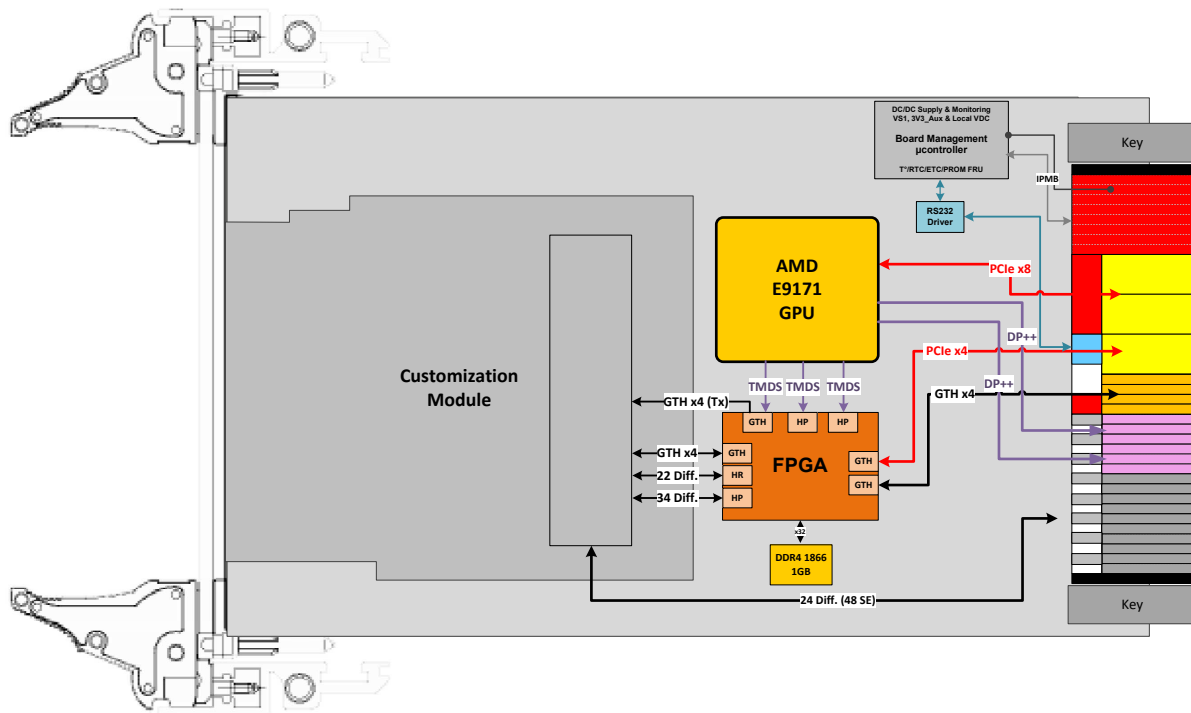 DC/DC Supply & Monitoring
VS1, 3V3_Aux & Local VDC
Board Management
µcontroller
T°/RTC/ETC/PROM FRU
Key
IPMB
RS232
Driver
AMD
E9171
GPU
PCIe x8
DP++
PCIe x4
DP++
TMDS
TMDS
TMDS
Customization
Module
GTH x4 (Tx)
GTH x4
GTH
HP
HP
GTH x4
GTH
FPGA
GTH
22 Diff.
HR
GTH
34 Diff.
HP
x32
DDR4 1866
1GB
24 Diff. (48 SE)
Key